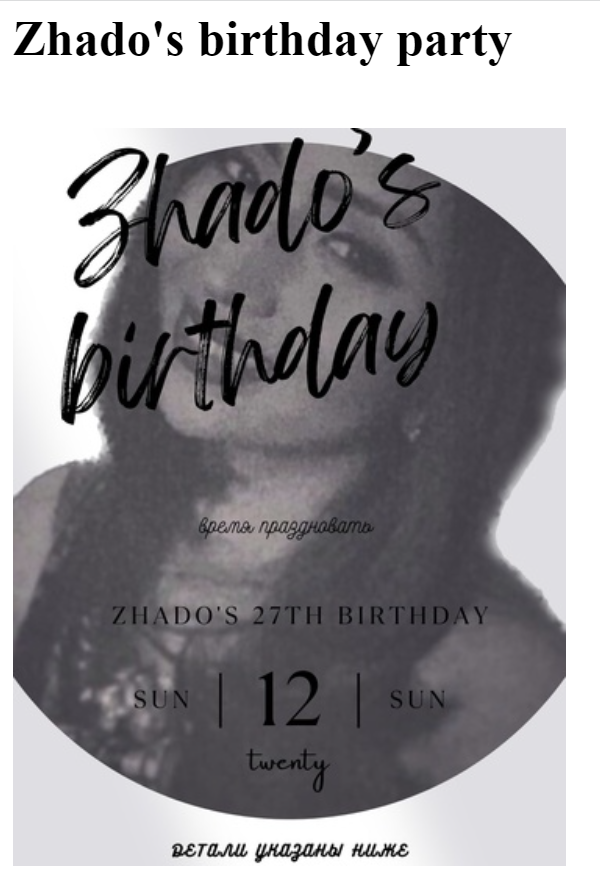 Zhado's birthday party
Zhado's
birthday
время праздновать
ZHADO'S 27TH BIRTHDAY
SUN | 12 | SUN
twenty
ДЕТАЛИ УКАЗАНЫ НИЖЕ